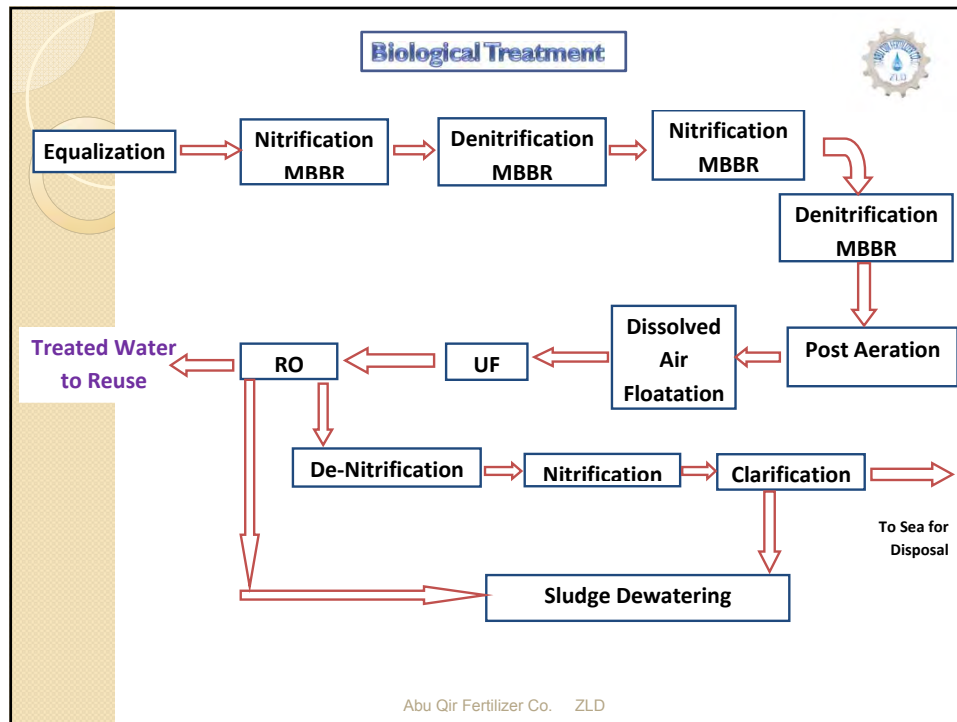 Biological Treatment
ZLD
Equalization
Nitrification
MBBR
Denitrification
MBBR
Nitrification
MBBR
Denitrification
MBBR
Treated Water
to Reuse
RO
UF
Dissolved
Air
Floatation
Post Aeration
De-Nitrification
Nitrification
Clarification
To Sea for
Disposal
Sludge Dewatering
Abu Qir Fertilizer Co. ZLD